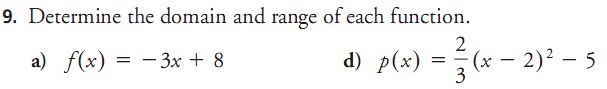 9. Determine the domain and range of each function.
a) f(x) = −3x + 8 d) p(x) = 2/3 (x − 2)² − 5